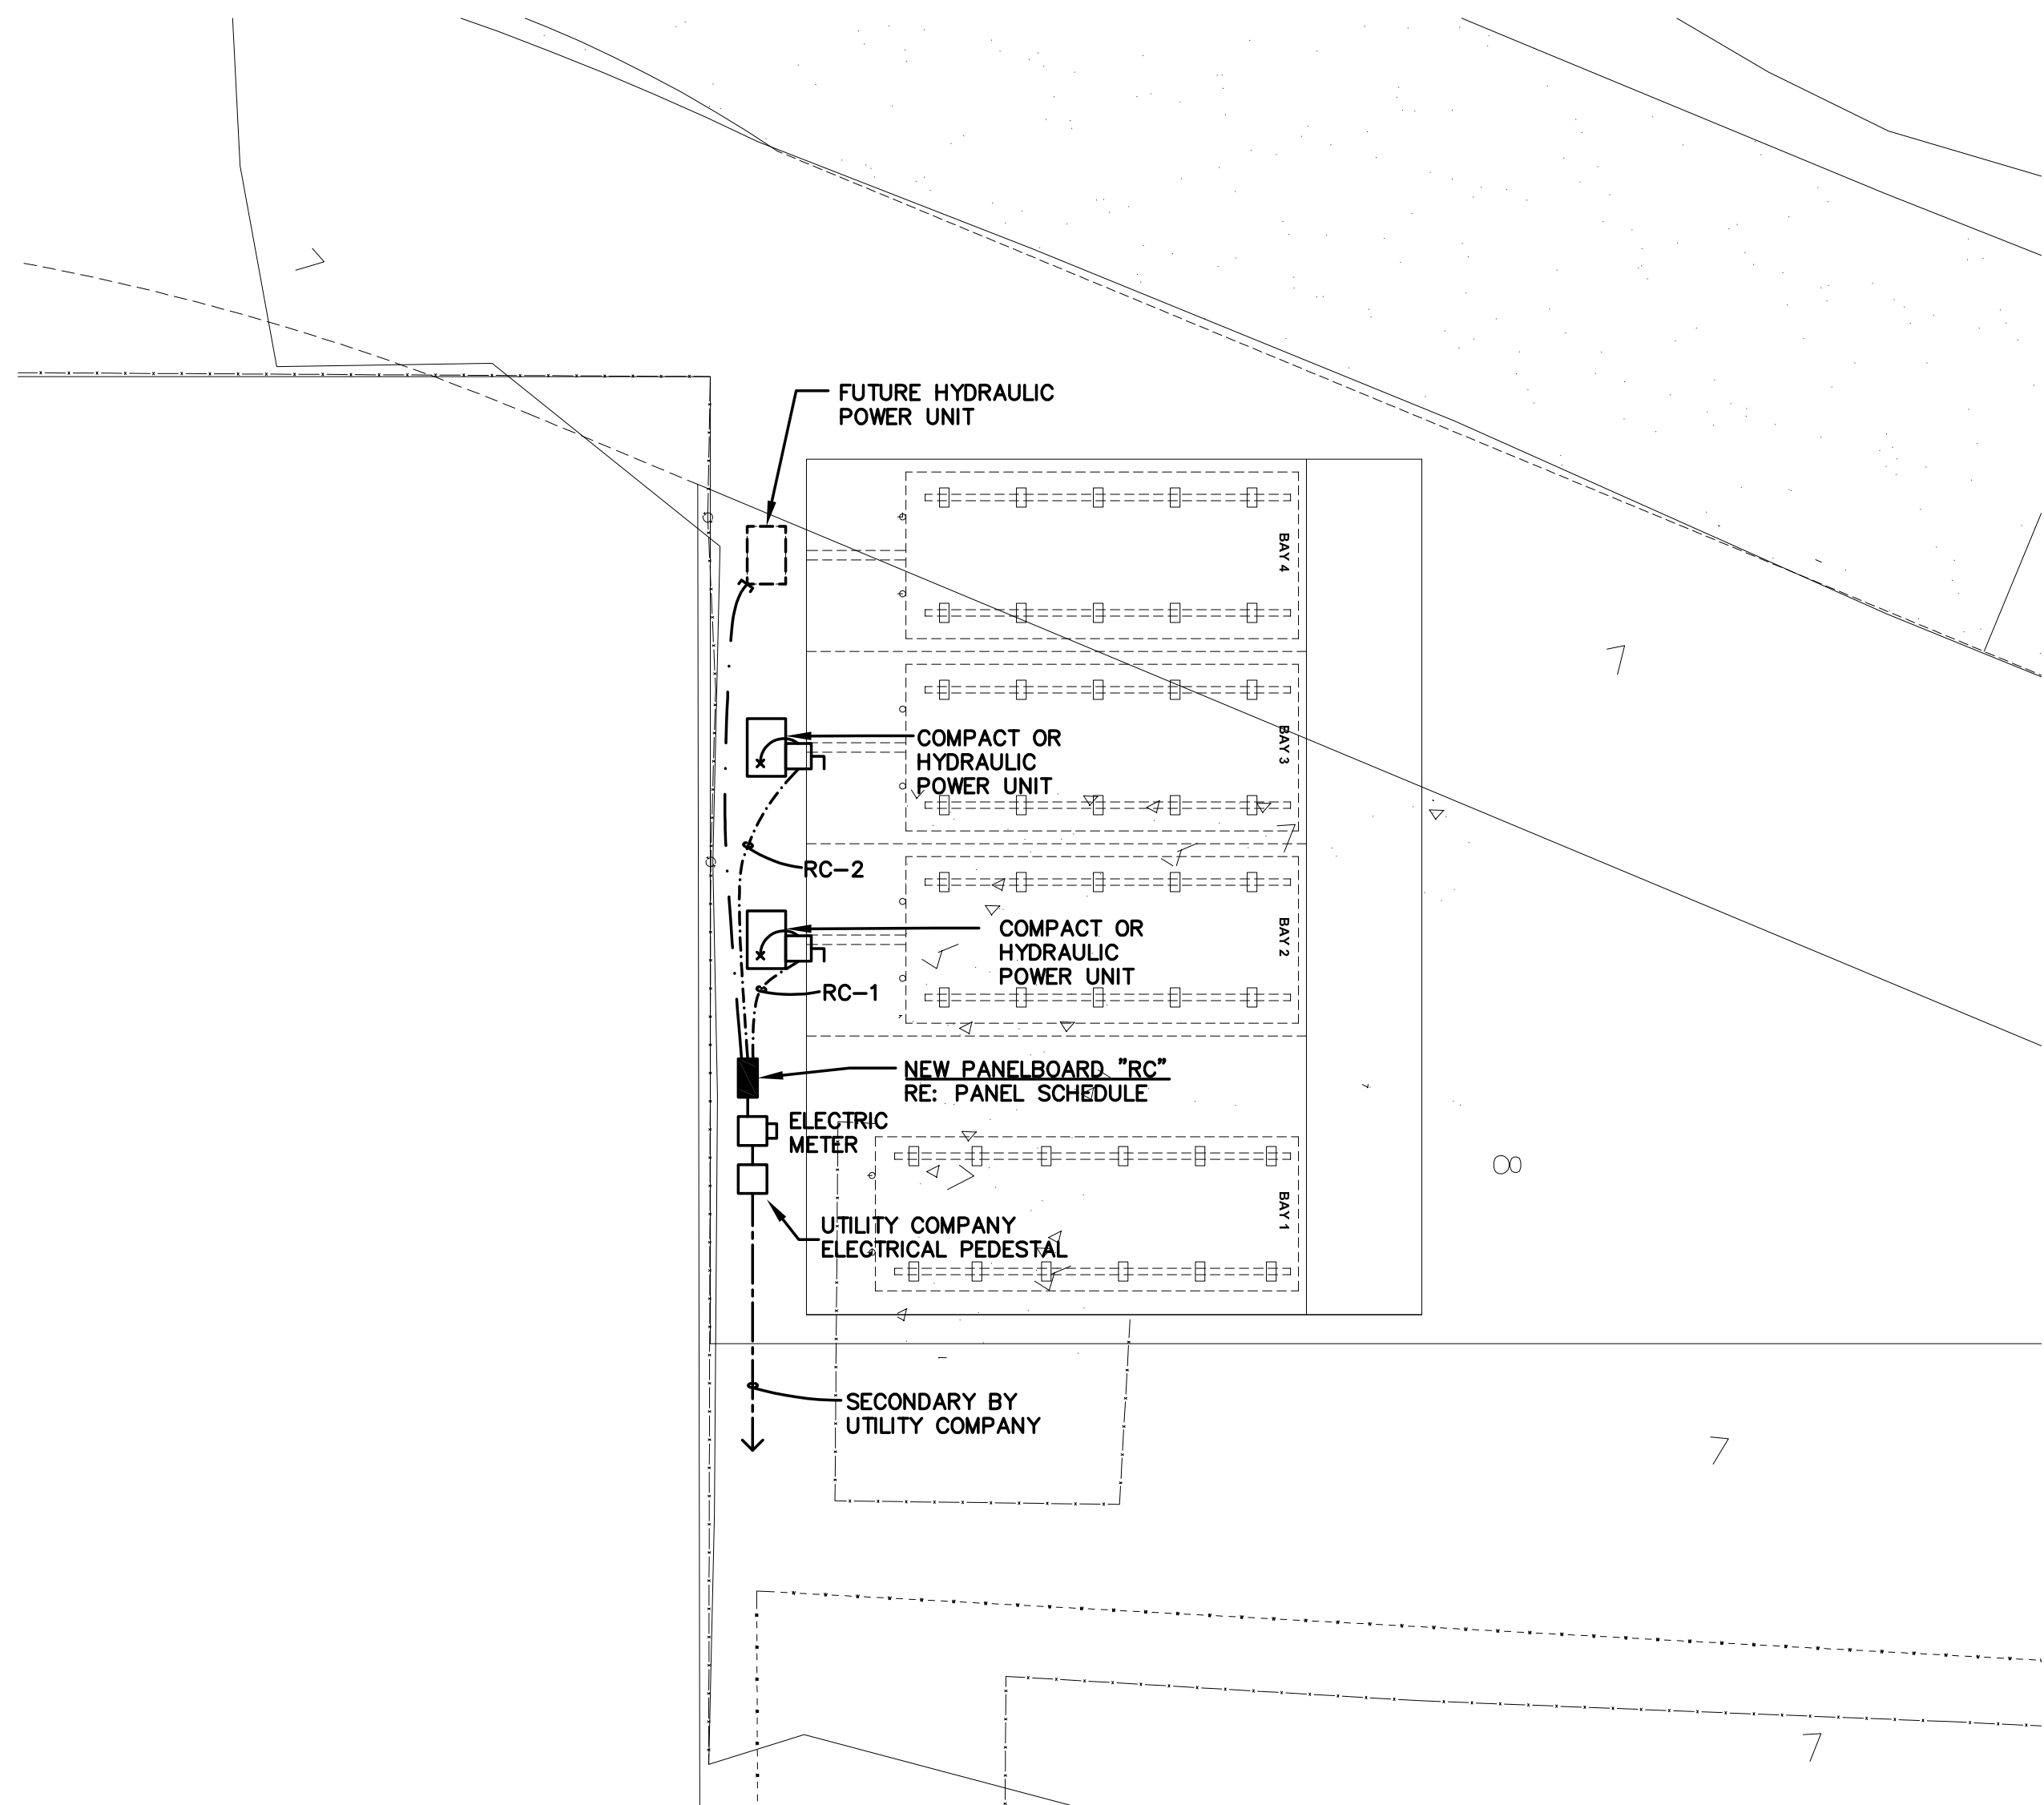 FUTURE HYDRAULIC
POWER UNIT
BAY 4
COMPACT OR
HYDRAULIC
POWER UNIT
BAY 3
RC-2
COMPACT OR
HYDRAULIC
POWER UNIT
BAY 2
RC-1
NEW PANELBOARD "RC"
RE: PANEL SCHEDULE
ELECTRIC
METER
BAY 1
8
UTILITY COMPANY
ELECTRICAL PEDESTAL
SECONDARY BY
UTILITY COMPANY